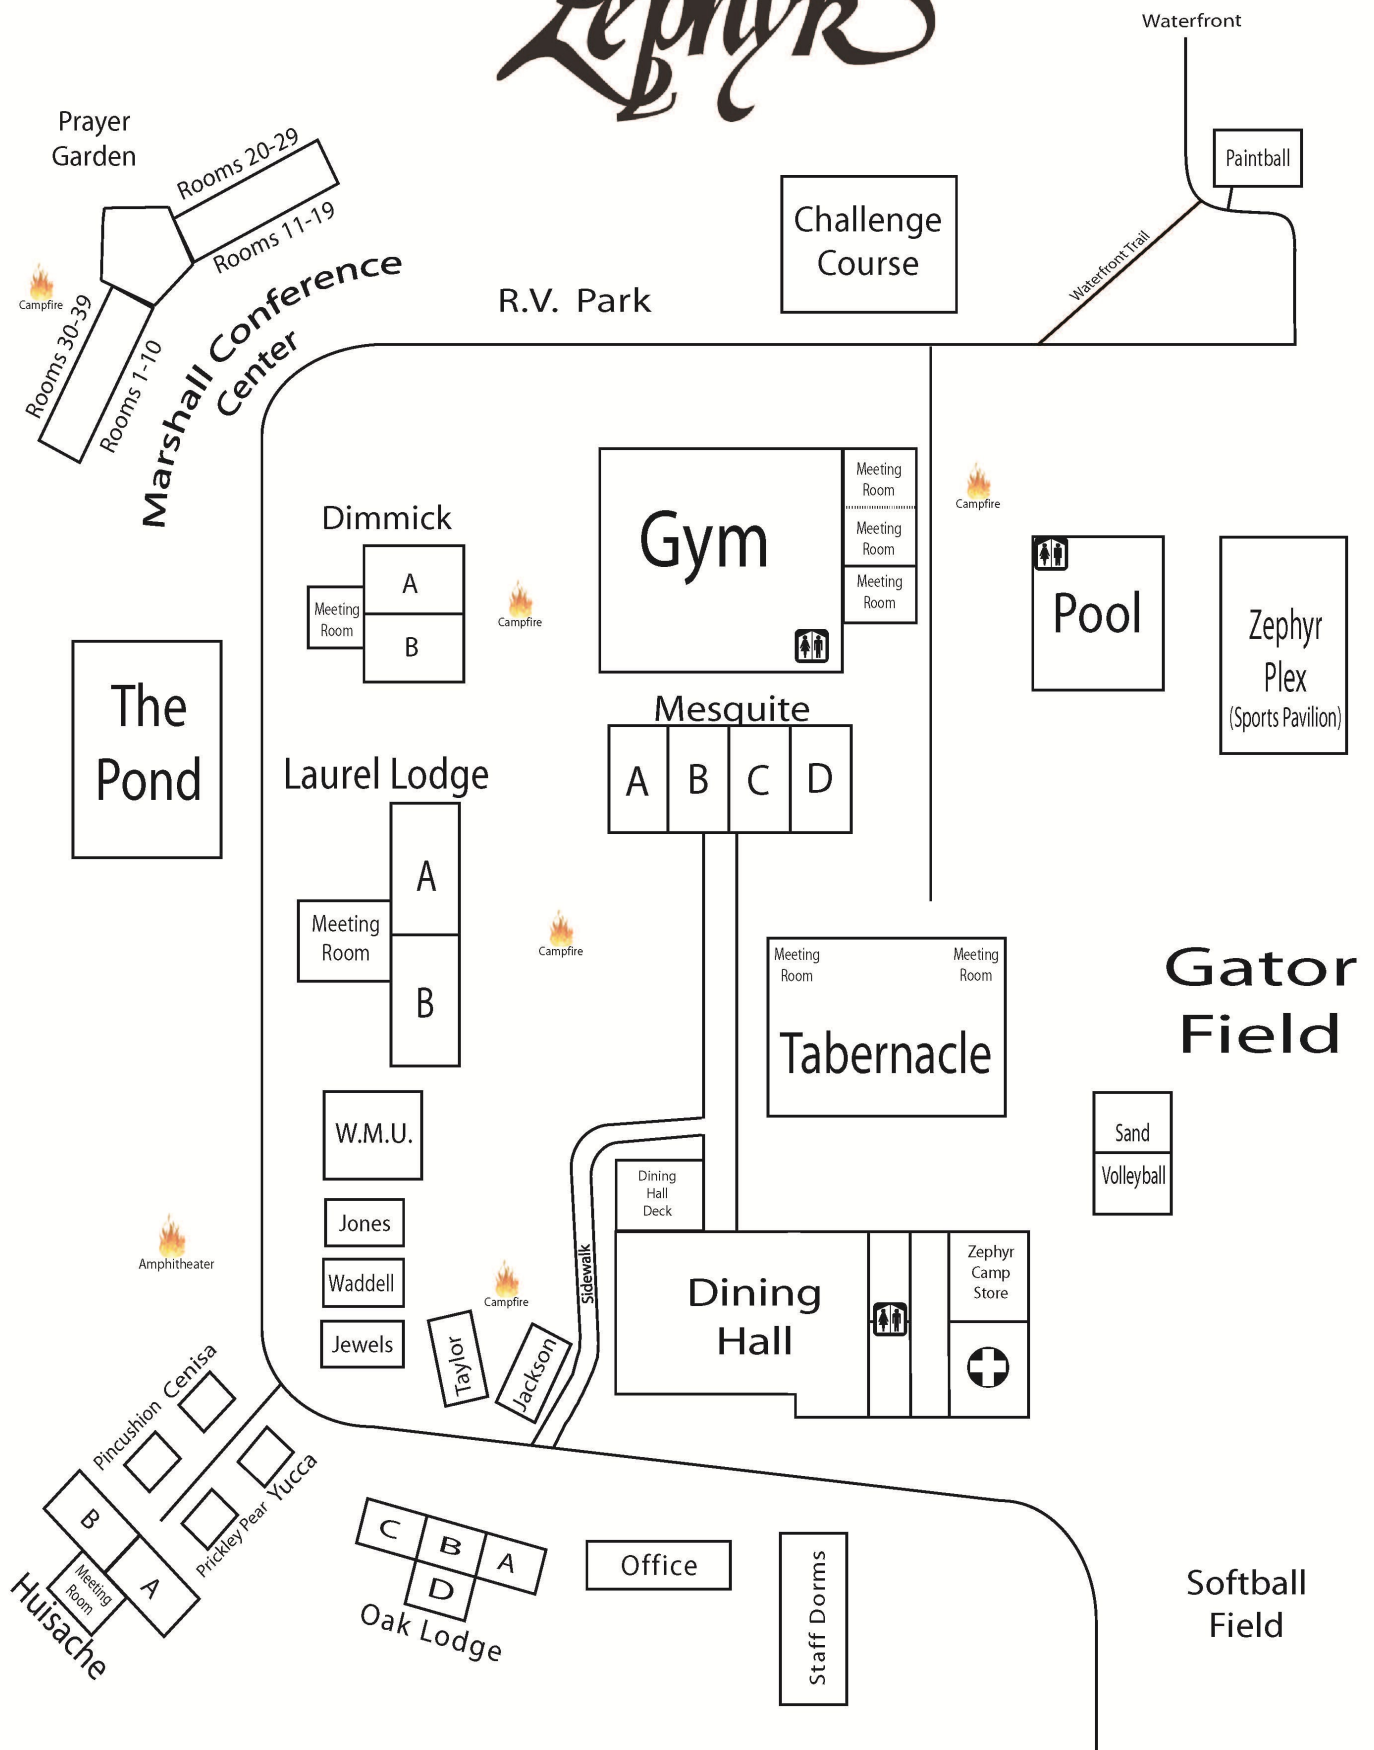 Zephyr
Waterfront
Prayer
Garden
Rooms 20-29
Rooms 11-19
Paintball
Challenge
Course
Waterfront Trail
Campfire
Rooms 30-39
Rooms 1-10
Marshall Conference
Center
R.V. Park
Dimmick
A
B
Meeting
Room
Campfire
Gym
Meeting
Room
Meeting
Room
Meeting
Room
Campfire
Pool
Zephyr
Plex
(Sports Pavilion)
The
Pond
Mesquite
A
B
C
D
Laurel Lodge
A
B
Meeting
Room
Campfire
Meeting
Room
Meeting
Room
Tabernacle
Gator
Field
W.M.U.
Sand
Volleyball
Dining
Hall
Deck
Jones
Waddell
Jewels
Amphitheater
Campfire
Taylor
Jackson
Sidewalk
Dining
Hall
Zephyr
Camp
Store
Cenisa
Pincushion
Yucca
Prickley Pear
B
A
Meeting
Room
Huisache
C
B
A
D
Oak Lodge
Office
Staff Dorms
Softball
Field